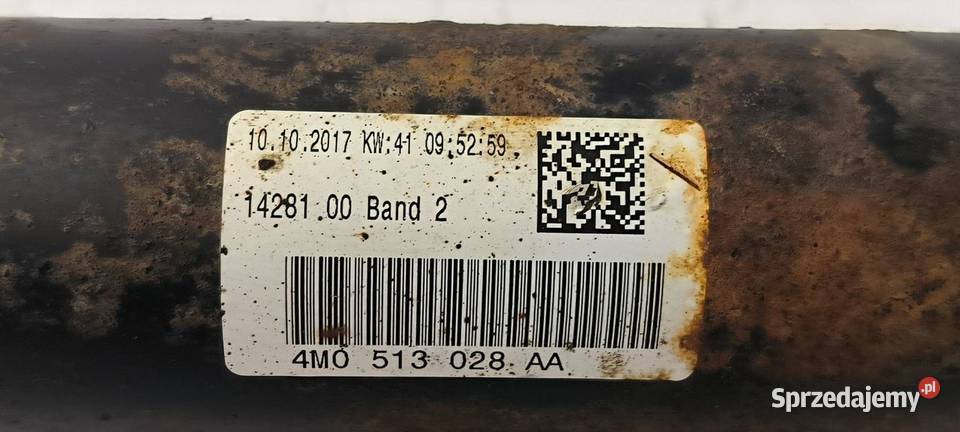 10.10.2017 KW:41 09:52:59
14281.00 Band 2
4M0 513 028 AA
Sprzedajemy.pl